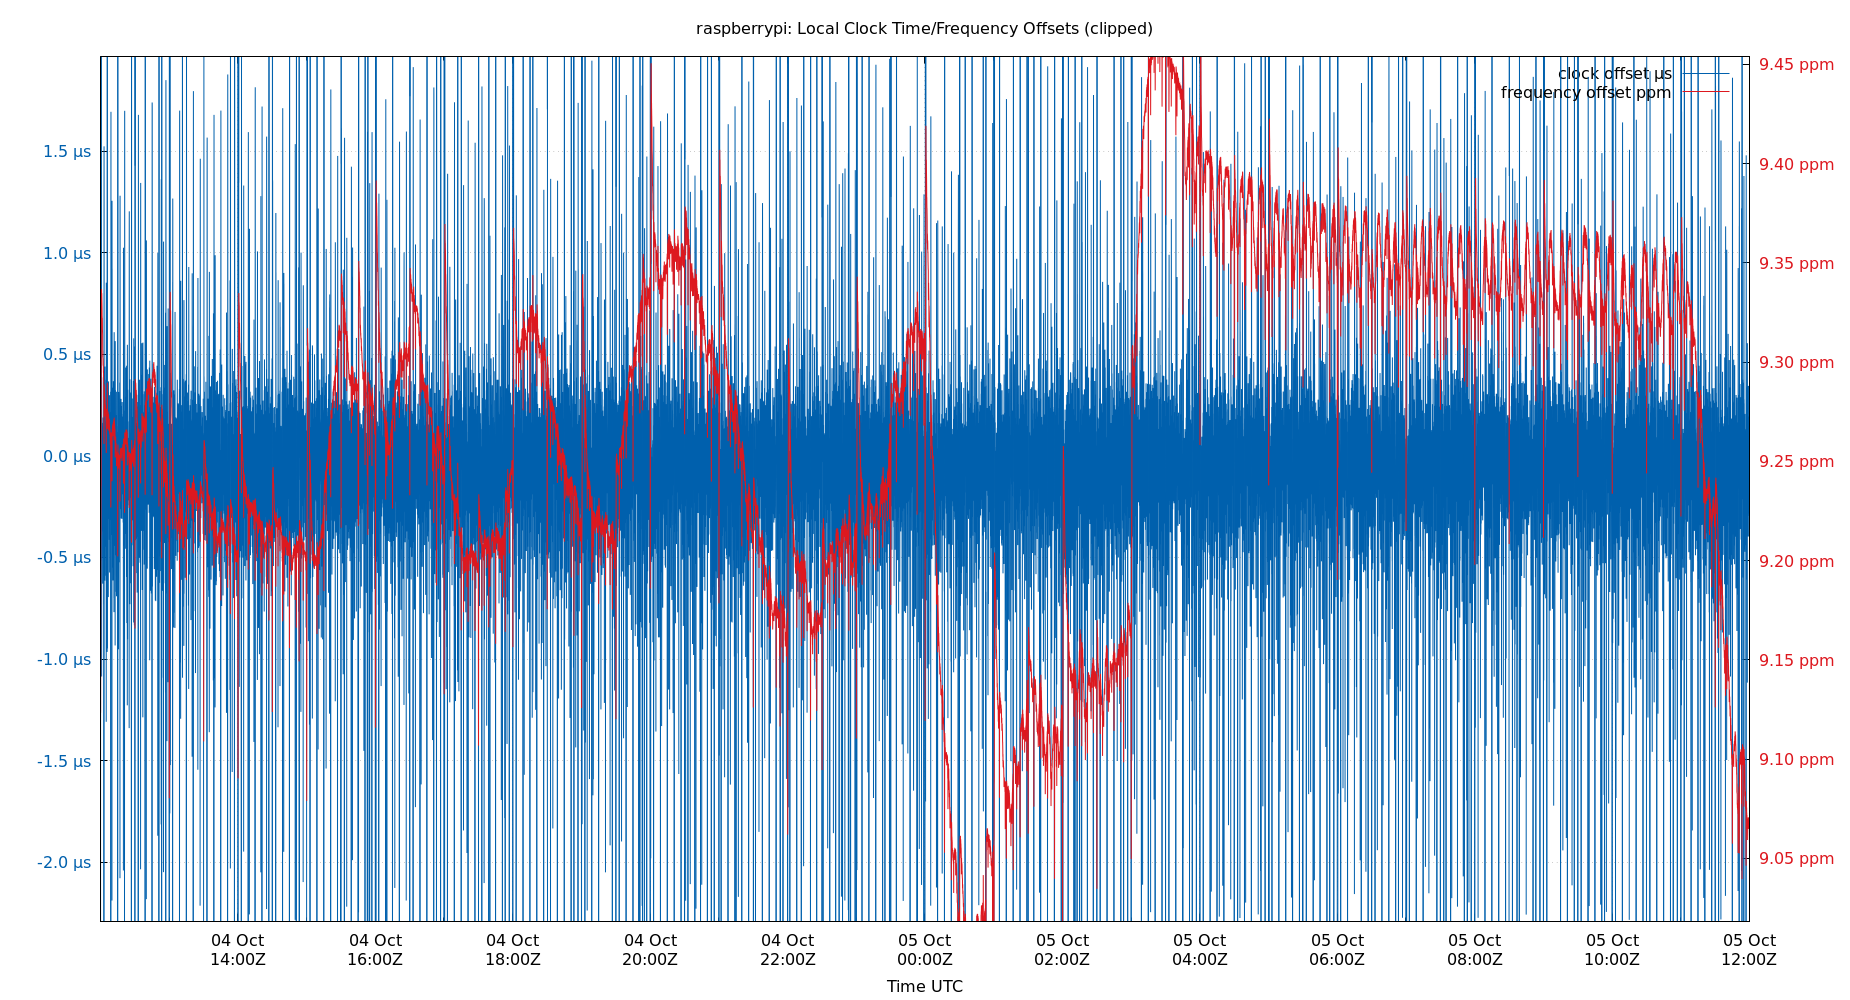 raspberrypi: Local Clock Time/Frequency Offsets (clipped)
clock offset µs
frequency offset ppm
1.5 µs
1.0 µs
0.5 µs
0.0 µs
-0.5 µs
-1.0 µs
-1.5 µs
-2.0 µs
9.45 ppm
9.40 ppm
9.35 ppm
9.30 ppm
9.25 ppm
9.20 ppm
9.15 ppm
9.10 ppm
9.05 ppm
04 Oct 04 Oct 04 Oct 04 Oct 04 Oct 05 Oct 05 Oct 05 Oct 05 Oct 05 Oct 05 Oct 05 Oct
14:00Z 16:00Z 18:00Z 20:00Z 22:00Z 00:00Z 02:00Z 04:00Z 06:00Z 08:00Z 10:00Z 12:00Z
Time UTC